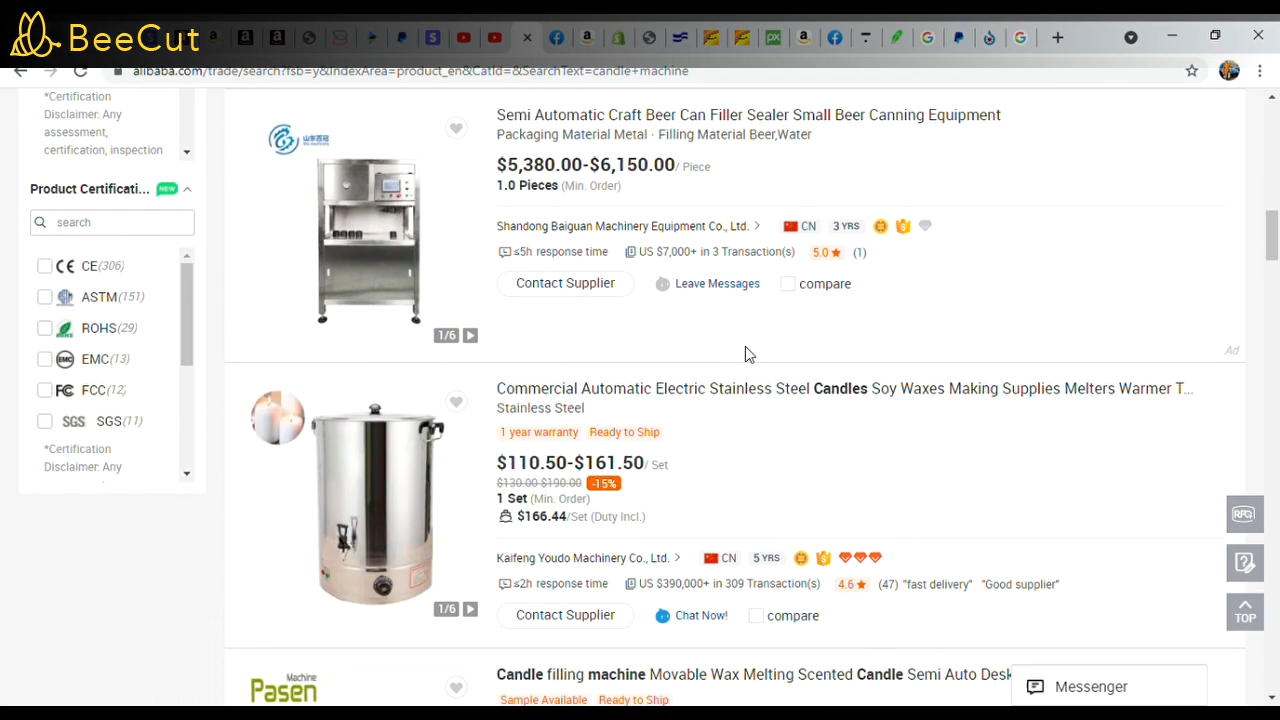 BeeCut
alibaba.com/trade/search?fsb=y&IndexArea=product_en&CatId=&SearchText=candle+machine
*Certification
Disclaimer: Any
assessment,
certification, inspection
Product Certificati... NEW
search
CE(306)
ASTM(151)
ROHS(29)
EMC(13)
FCC(12)
SGS SGS(11)
*Certification
Disclaimer: Any
Semi Automatic Craft Beer Can Filler Sealer Small Beer Canning Equipment
Packaging Material Metal · Filling Material Beer,Water
$5,380.00-$6,150.00/ Piece
1.0 Pieces (Min. Order)
Shandong Baiguan Machinery Equipment Co., Ltd. > CN 3 YRS
≤5h response time US $7,000+ in 3 Transaction(s) 5.0 (1)
Contact Supplier Leave Messages compare
1/6
Ad
Commercial Automatic Electric Stainless Steel Candles Soy Waxes Making Supplies Melters Warmer T...
Stainless Steel
1 year warranty Ready to Ship
$110.50-$161.50/ Set
$130.00-$190.00 -15%
1 Set (Min. Order)
$166.44/Set (Duty Incl.)
Kaifeng Youdo Machinery Co., Ltd. > CN 5 YRS
≤2h response time US $390,000+ in 309 Transaction(s) 4.6 (47) "fast delivery" "Good supplier"
Contact Supplier Chat Now! compare
1/6
RFQ
TOP
Machine
Pasen
Candle filling machine Movable Wax Melting Scented Candle Semi Auto Desk
Sample Available Ready to Ship
Messenger